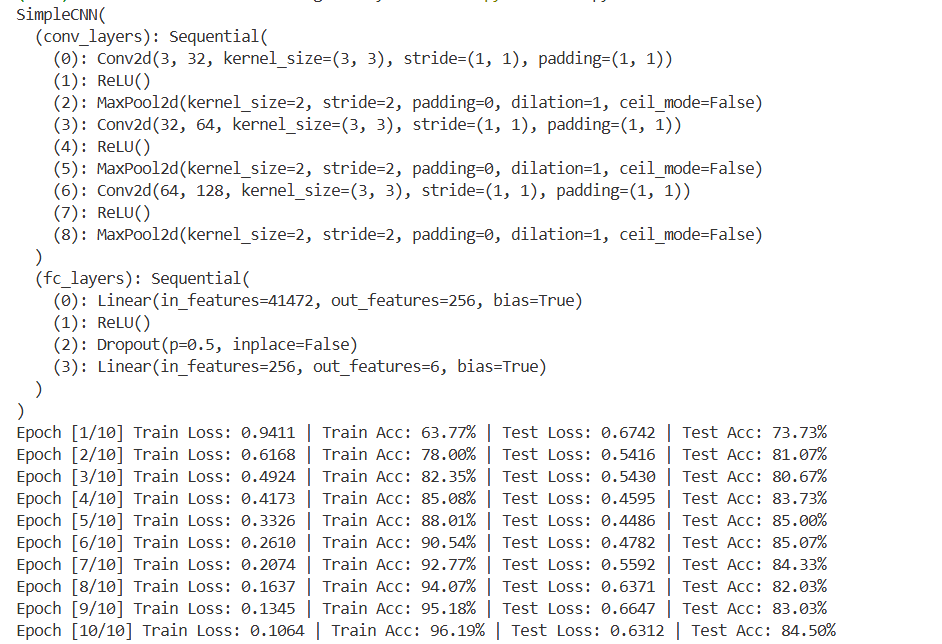 SimpleCNN(
  (conv_layers): Sequential(
    (0): Conv2d(3, 32, kernel_size=(3, 3), stride=(1, 1), padding=(1, 1))
    (1): ReLU()
    (2): MaxPool2d(kernel_size=2, stride=2, padding=0, dilation=1, ceil_mode=False)
    (3): Conv2d(32, 64, kernel_size=(3, 3), stride=(1, 1), padding=(1, 1))
    (4): ReLU()
    (5): MaxPool2d(kernel_size=2, stride=2, padding=0, dilation=1, ceil_mode=False)
    (6): Conv2d(64, 128, kernel_size=(3, 3), stride=(1, 1), padding=(1, 1))
    (7): ReLU()
    (8): MaxPool2d(kernel_size=2, stride=2, padding=0, dilation=1, ceil_mode=False)
  )
  (fc_layers): Sequential(
    (0): Linear(in_features=41472, out_features=256, bias=True)
    (1): ReLU()
    (2): Dropout(p=0.5, inplace=False)
    (3): Linear(in_features=256, out_features=6, bias=True)
  )
)
Epoch [1/10] Train Loss: 0.9411 | Train Acc: 63.77% | Test Loss: 0.6742 | Test Acc: 73.73%
Epoch [2/10] Train Loss: 0.6168 | Train Acc: 78.00% | Test Loss: 0.5416 | Test Acc: 81.07%
Epoch [3/10] Train Loss: 0.4924 | Train Acc: 82.35% | Test Loss: 0.5430 | Test Acc: 80.67%
Epoch [4/10] Train Loss: 0.4173 | Train Acc: 85.08% | Test Loss: 0.4595 | Test Acc: 83.73%
Epoch [5/10] Train Loss: 0.3326 | Train Acc: 88.01% | Test Loss: 0.4486 | Test Acc: 85.00%
Epoch [6/10] Train Loss: 0.2610 | Train Acc: 90.54% | Test Loss: 0.4782 | Test Acc: 85.07%
Epoch [7/10] Train Loss: 0.2074 | Train Acc: 92.77% | Test Loss: 0.5592 | Test Acc: 84.33%
Epoch [8/10] Train Loss: 0.1637 | Train Acc: 94.07% | Test Loss: 0.6371 | Test Acc: 82.03%
Epoch [9/10] Train Loss: 0.1345 | Train Acc: 95.18% | Test Loss: 0.6647 | Test Acc: 83.03%
Epoch [10/10] Train Loss: 0.1064 | Train Acc: 96.19% | Test Loss: 0.6312 | Test Acc: 84.50%